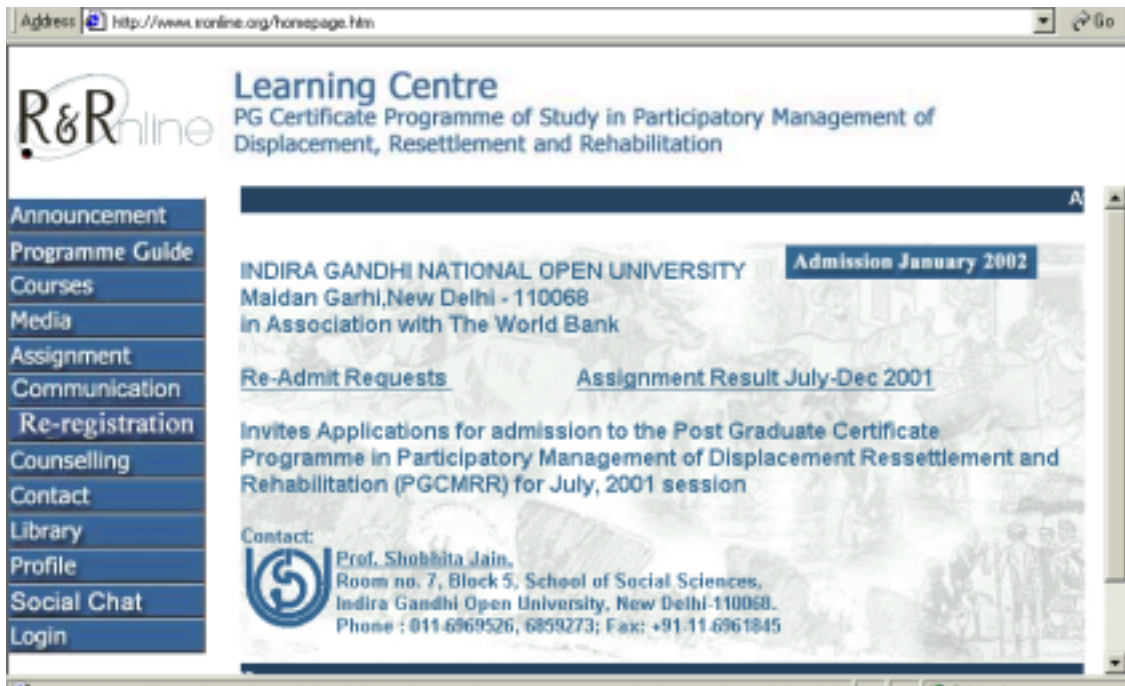 Address http://www.rronline.org/homepage.htm Go
R&Rnline
Learning Centre
PG Certificate Programme of Study in Participatory Management of
Displacement, Resettlement and Rehabilitation
A
Announcement
Programme Guide
Courses
Media
Assignment
Communication
Re-registration
Counselling
Contact
Library
Profile
Social Chat
Login
Admission January 2002
INDIRA GANDHI NATIONAL OPEN UNIVERSITY
Maidan Garhi,New Delhi - 110068
in Association with The World Bank
Re-Admit Requests Assignment Result July-Dec 2001
Invites Applications for admission to the Post Graduate Certificate
Programme in Participatory Management of Displacement Ressettlement and
Rehabilitation (PGCMRR) for July, 2001 session
Contact:
Prof. Shobhita Jain,
Room no. 7, Block 5, School of Social Sciences,
Indira Gandhi Open University, New Delhi-110068.
Phone : 011-6969526, 6859273; Fax: +91-11-6961845